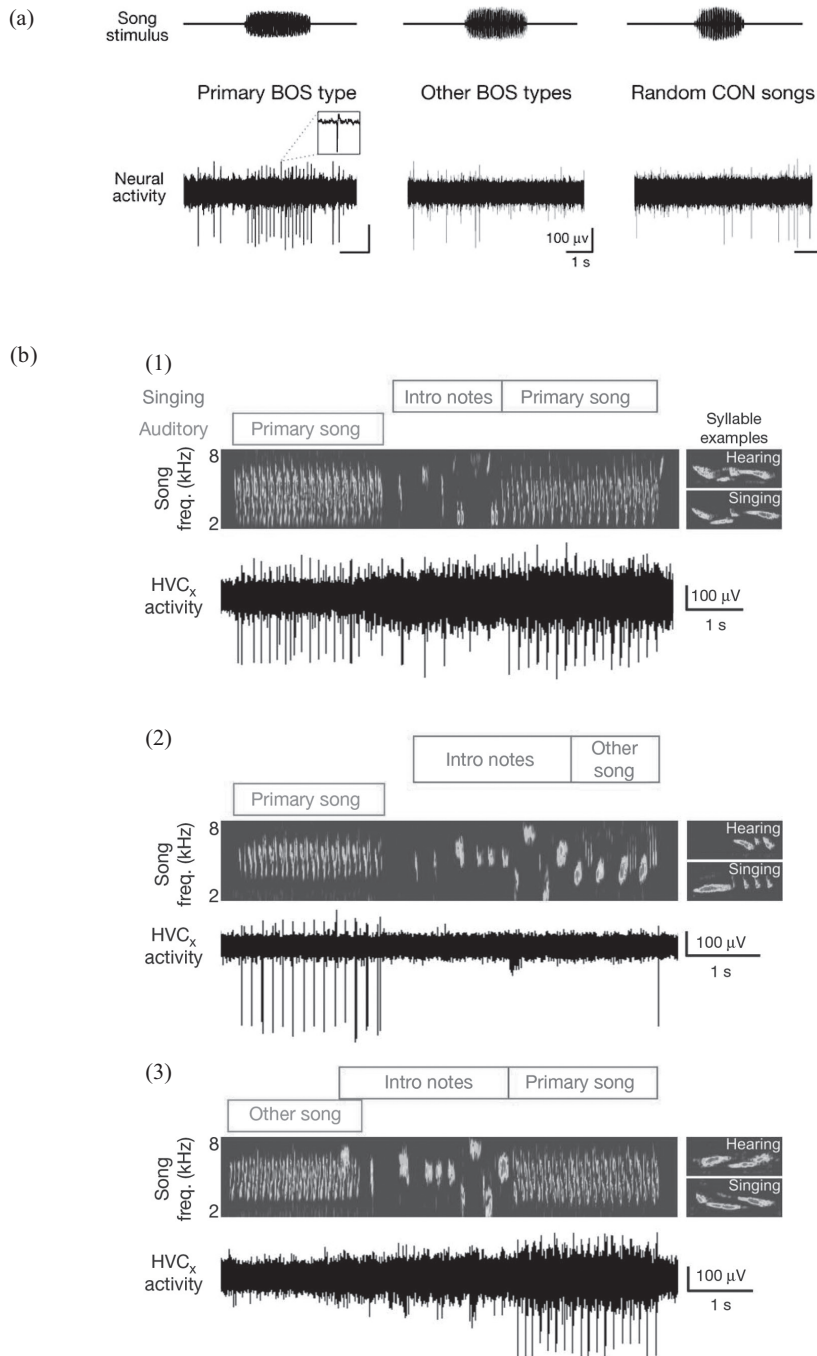 (a)
Song
stimulus
Primary BOS type
Other BOS types
Random CON songs
Neural
activity
100 μv
1 s
(b)
(1)
Singing
Intro notes
Primary song
Auditory
Primary song
Syllable
examples
Song
freq. (kHz)
8
2
Hearing
Singing
HVCx
activity
100 μV
1 s
(2)
Intro notes
Other
song
Primary song
Song
freq. (kHz)
8
2
Hearing
Singing
HVCx
activity
100 μV
1 s
(3)
Intro notes
Primary song
Other song
Song
freq. (kHz)
8
2
Hearing
Singing
HVCx
activity
100 μV
1 s